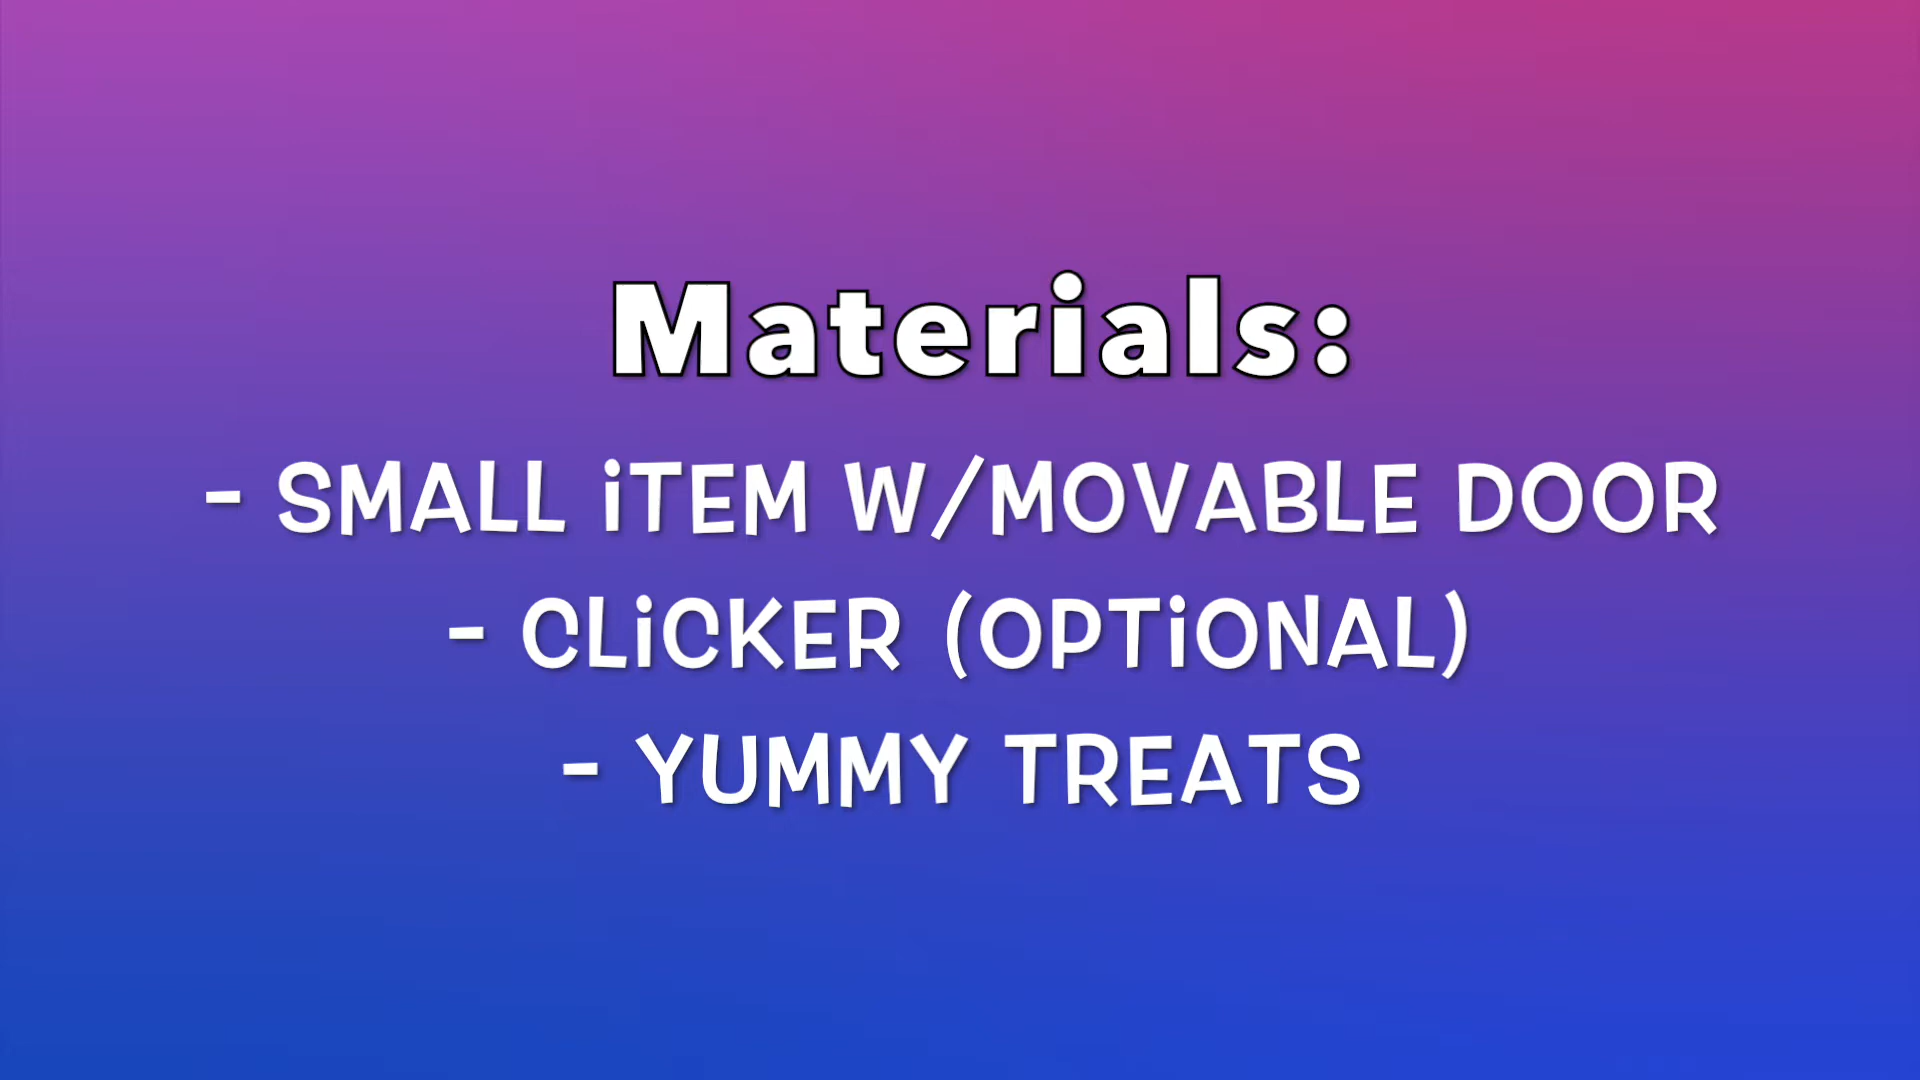 Materials:
- SMALL iTEM W/MOVABLE DOOR
- CLiCKER (OPTiONAL)
- YUMMY TREATS